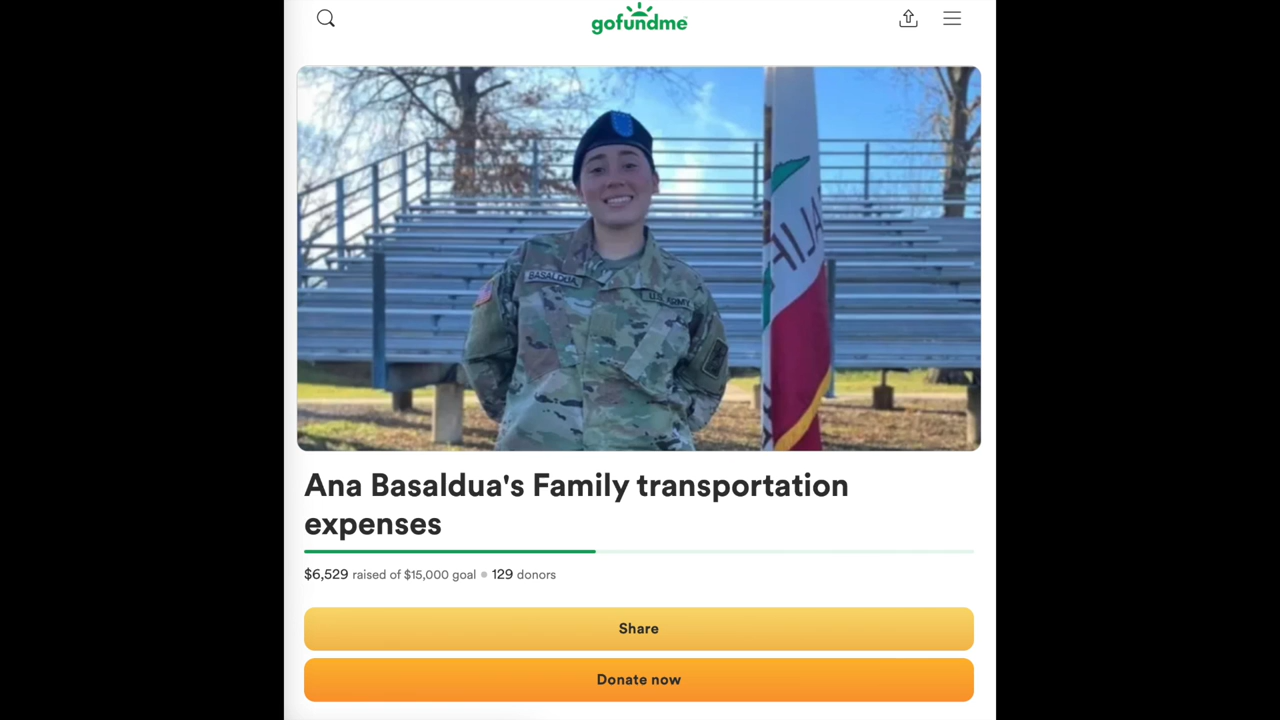 gofundme
BASALDUA
U.S. ARMY
ALIF
Ana Basaldua's Family transportation
expenses
$6,529 raised of $15,000 goal • 129 donors
Share
Donate now